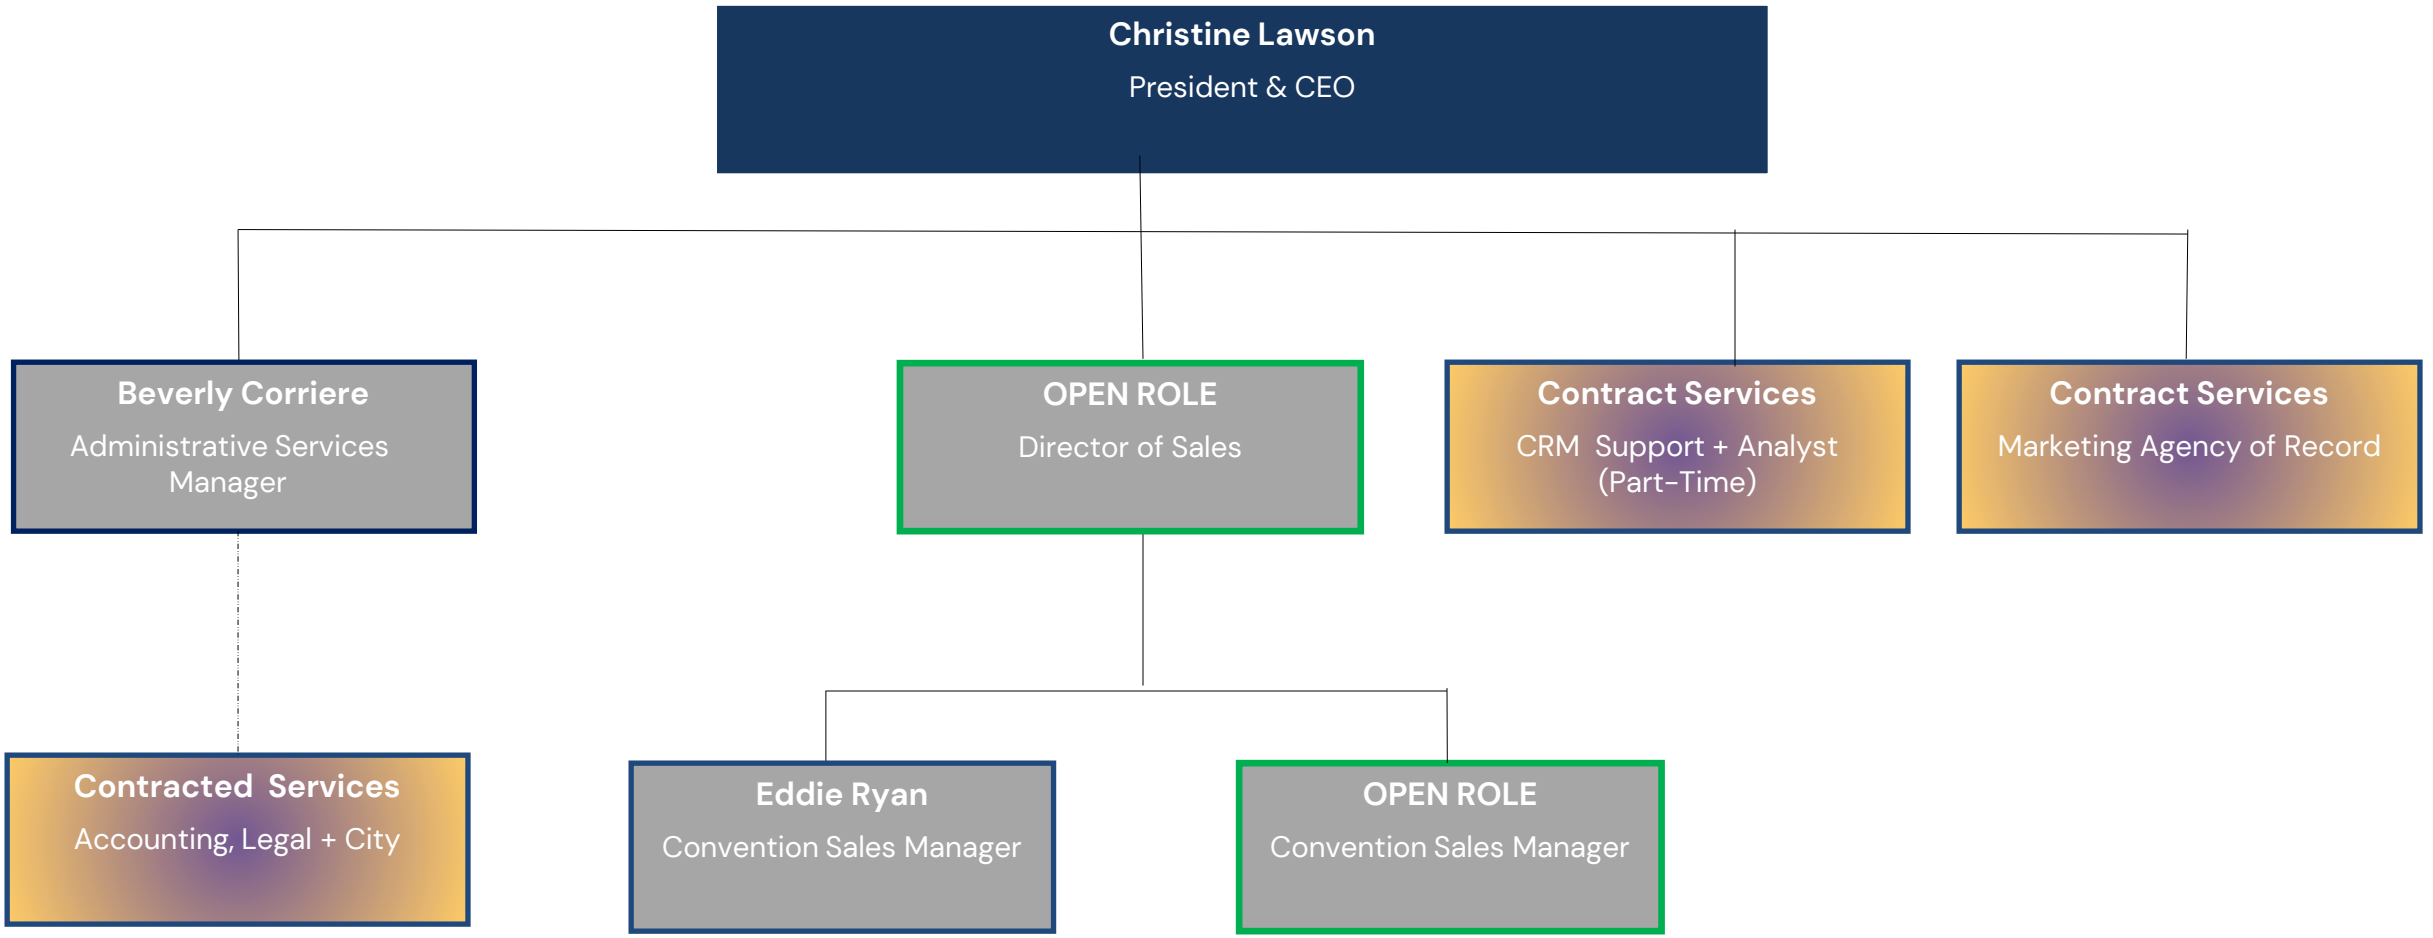 Christine Lawson
President & CEO
Beverly Corriere
Administrative Services
Manager
OPEN ROLE
Director of Sales
Contract Services
CRM  Support + Analyst
(Part-Time)
Contract Services
Marketing Agency of Record
Contracted  Services
Accounting, Legal + City
Eddie Ryan
Convention Sales Manager
OPEN ROLE
Convention Sales Manager